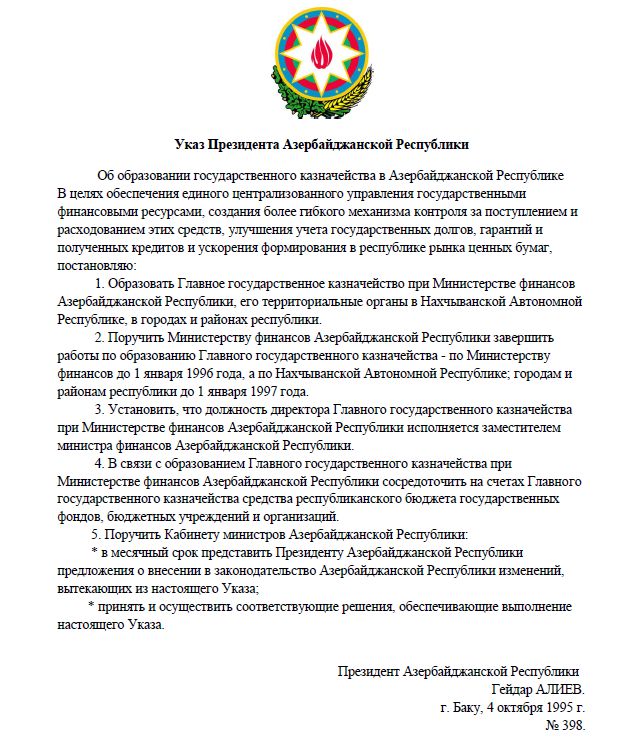 Указ Президента Азербайджанской Республики
Об образовании государственного казначейства в Азербайджанской Республике
В целях обеспечения единого централизованного управления государственными
финансовыми ресурсами, создания более гибкого механизма контроля за поступлением и
расходованием этих средств, улучшения учета государственных долгов, гарантий и
полученных кредитов и ускорения формирования в республике рынка ценных бумаг,
постановляю:
1. Образовать Главное государственное казначейство при Министерстве финансов
Азербайджанской Республики, его территориальные органы в Нахчыванской Автономной
Республике, в городах и районах республики.
2. Поручить Министерству финансов Азербайджанской Республики завершить
работы по образованию Главного государственного казначейства - по Министерству
финансов до 1 января 1996 года, а по Нахчыванской Автономной Республике; городам и
районам республики до 1 января 1997 года.
3. Установить, что должность директора Главного государственного казначейства
при Министерстве финансов Азербайджанской Республики исполняется заместителем
министра финансов Азербайджанской Республики.
4. В связи с образованием Главного государственного казначейства при
Министерстве финансов Азербайджанской Республики сосредоточить на счетах Главного
государственного казначейства средства республиканского бюджета государственных
фондов, бюджетных учреждений и организаций.
5. Поручить Кабинету министров Азербайджанской Республики:
* в месячный срок представить Президенту Азербайджанской Республики
предложения о внесении в законодательство Азербайджанской Республики изменений,
вытекающих из настоящего Указа;
* принять и осуществить соответствующие решения, обеспечивающие выполнение
настоящего Указа.
Президент Азербайджанской Республики
Гейдар АЛИЕВ.
г. Баку, 4 октября 1995 г.
№ 398.